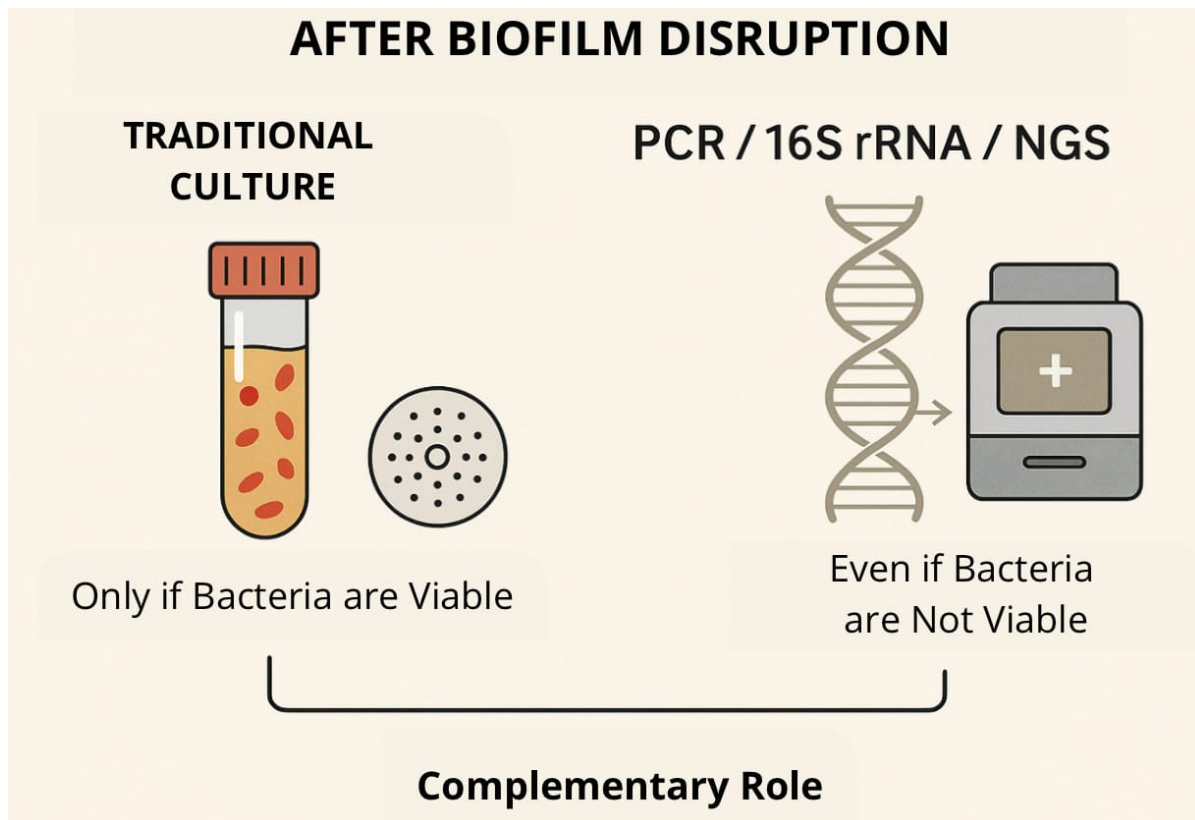 AFTER BIOFILM DISRUPTION
TRADITIONAL
CULTURE
Only if Bacteria are Viable
PCR / 16S rRNA / NGS
Even if Bacteria
are Not Viable
Complementary Role